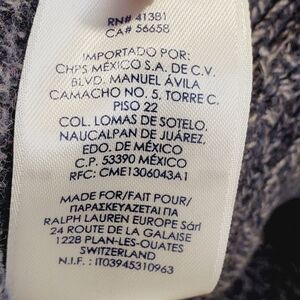 RN# 41381
CA# 56658
IMPORTADO POR:
CHPS MÉXICO S.A. DE C.V.
BLVD. MANUEL ÁVILA
CAMACHO NO. 5, TORRE C.
PISO 22
COL. LOMAS DE SOTELO,
NAUCALPAN DE JUÁREZ,
EDO. DE MÉXICO
C.P. 53390 MÉXICO
RFC: CME1306043A1
MADE FOR/FAIT POUR/
ΠΑΡΑΣΚΕΥΑΖΕΤΑΙ ΓΙΑ
RALPH LAUREN EUROPE Sárl
24 ROUTE DE LA GALAISE
1228 PLAN-LES-OUATES
SWITZERLAND
N.I.F. : IT03945310963